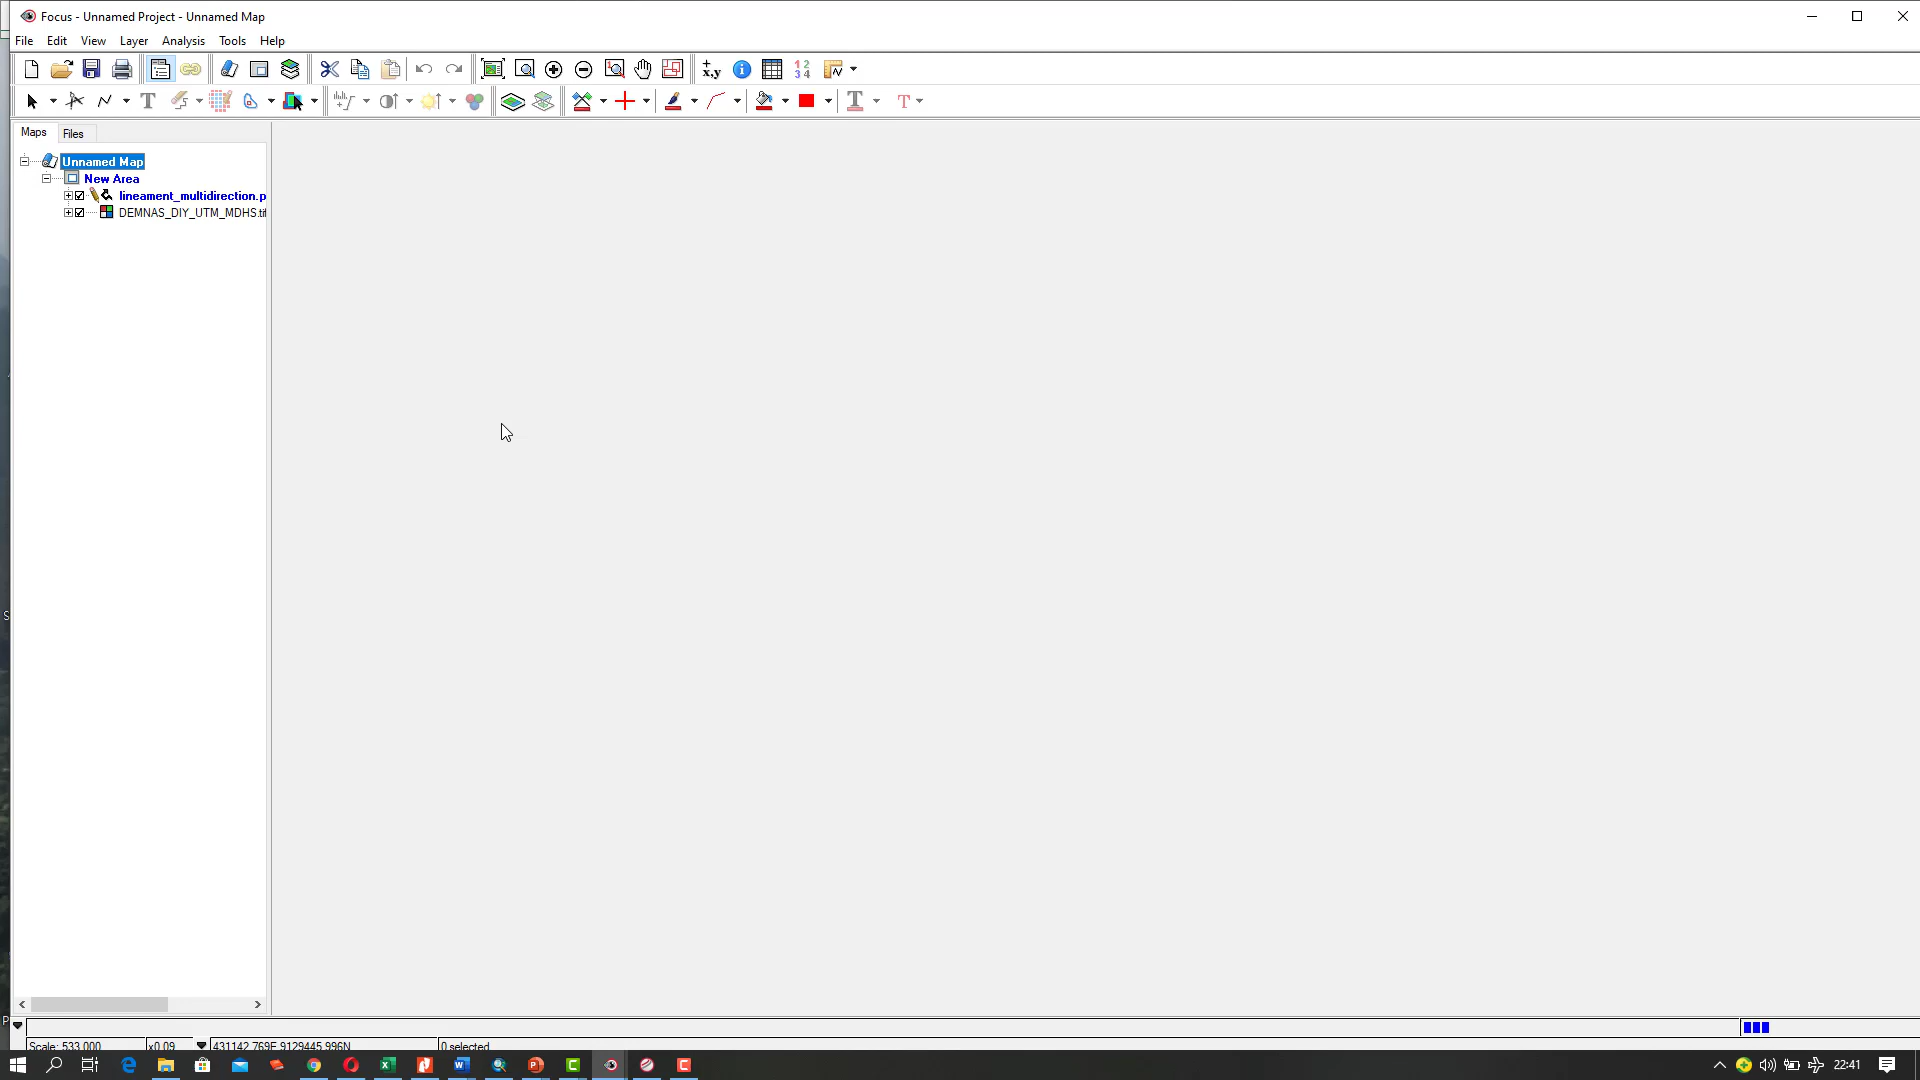 Focus - Unnamed Project - Unnamed Map
File Edit View Layer Analysis Tools Help
Maps Files
Unnamed Map
New Area
lineament_multidirection.p
DEMNAS_DIY_UTM_MDHS.tif
Scale: 533,000 x0.09 431142.769E 9129445.996N 0 selected
22:41